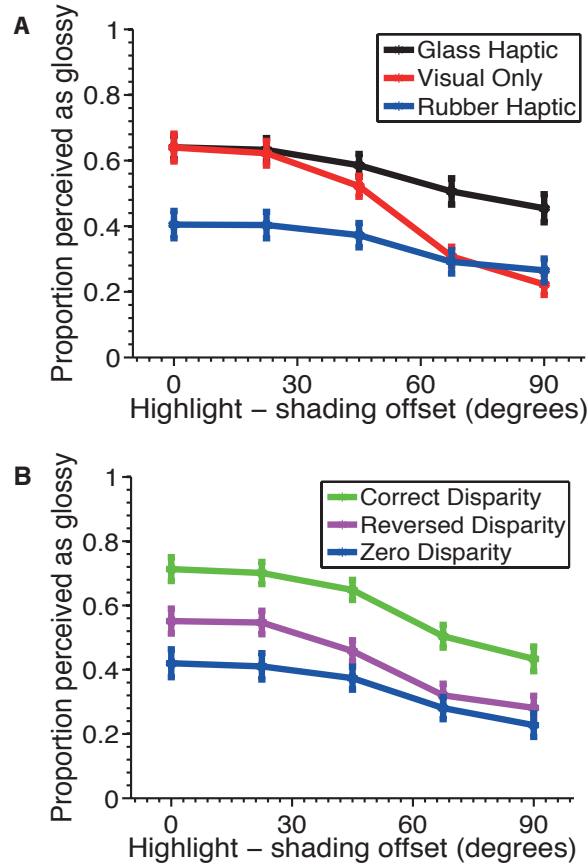 A
Glass Haptic
Visual Only
Rubber Haptic
Proportion perceived as glossy
1
0.8
0.6
0.4
0.2
0
0 30 60 90
Highlight – shading offset (degrees)
B
Correct Disparity
Reversed Disparity
Zero Disparity
Proportion perceived as glossy
1
0.8
0.6
0.4
0.2
0
0 30 60 90
Highlight – shading offset (degrees)